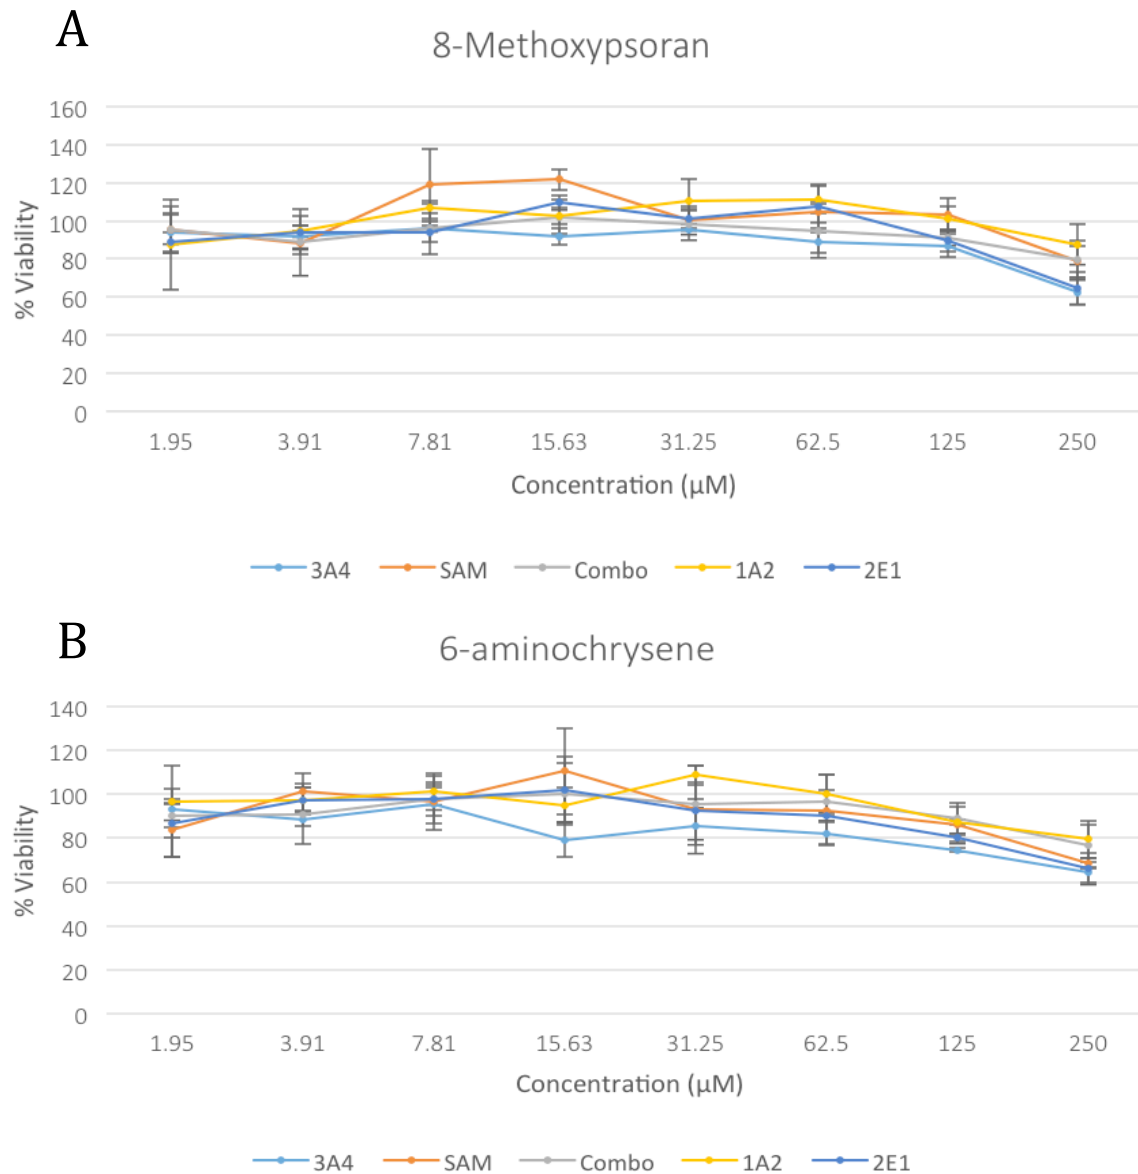 A
8-Methoxypsoran
160
140
120
100
80
60
40
20
0
% Viability
1.95 3.91 7.81 15.63 31.25 62.5 125 250
Concentration (µM)
3A4 SAM Combo 1A2 2E1
B
6-aminochrysene
140
120
100
80
60
40
20
0
% Viability
1.95 3.91 7.81 15.63 31.25 62.5 125 250
Concentration (µM)
3A4 SAM Combo 1A2 2E1